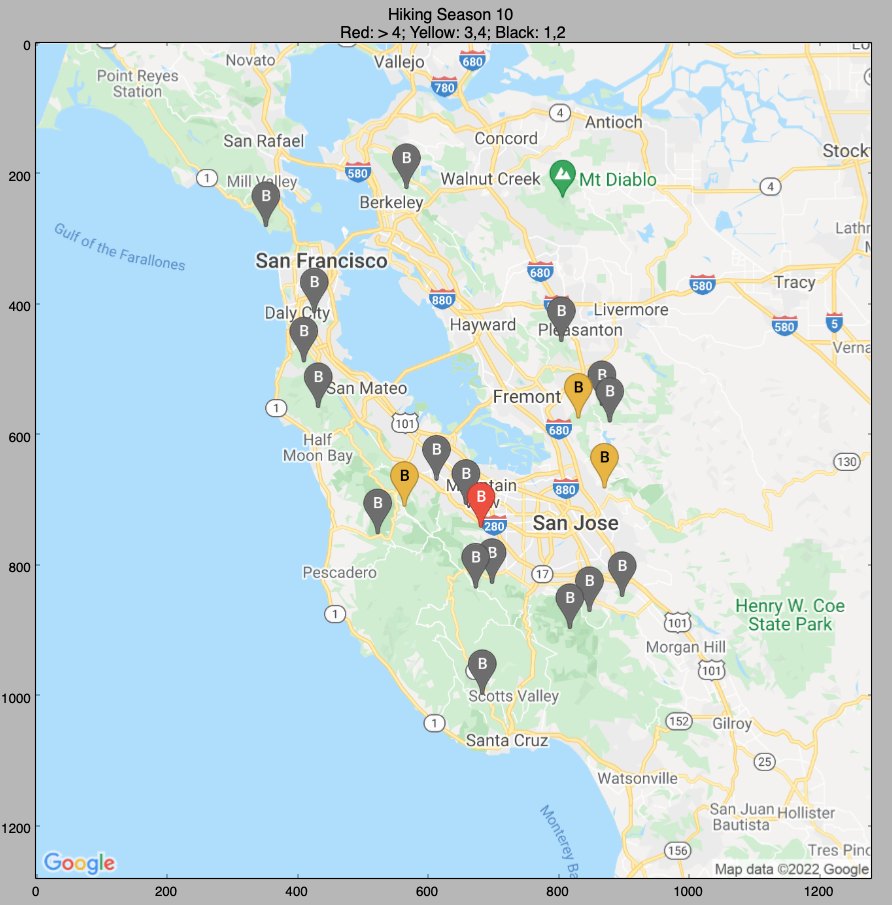 Hiking Season 10
Red: > 4; Yellow: 3,4; Black: 1,2
0
Novato
Vallejo
680
780
Point Reyes
Station
4
Antioch
San Rafael
Concord
Stock
B
580
200
1
Mill Valley
Walnut Creek
Mt Diablo
4
B
Berkeley
Gulf of the Farallones
Lathr
San Francisco
680
B
580
Tracy
400
880
B
Daly City
Livermore
5
B
Hayward
Pleasanton
580
Verna
B
San Mateo
B
B
B
Fremont
1
101
680
600
Half
Moon Bay
B
B
130
B
B
Mountain
View
880
B
B
280
San Jose
B
B
B
800
Pescadero
17
B
B
B
Henry W. Coe
State Park
1
101
Morgan Hill
B
101
1000
Scotts Valley
1
152
Gilroy
Santa Cruz
25
Watsonville
Monterey Ba
San Juan
Bautista
Hollister
1200
156
Tres Pinc
Google
Map data ©2022 Google
0
200
400
600
800
1000
1200